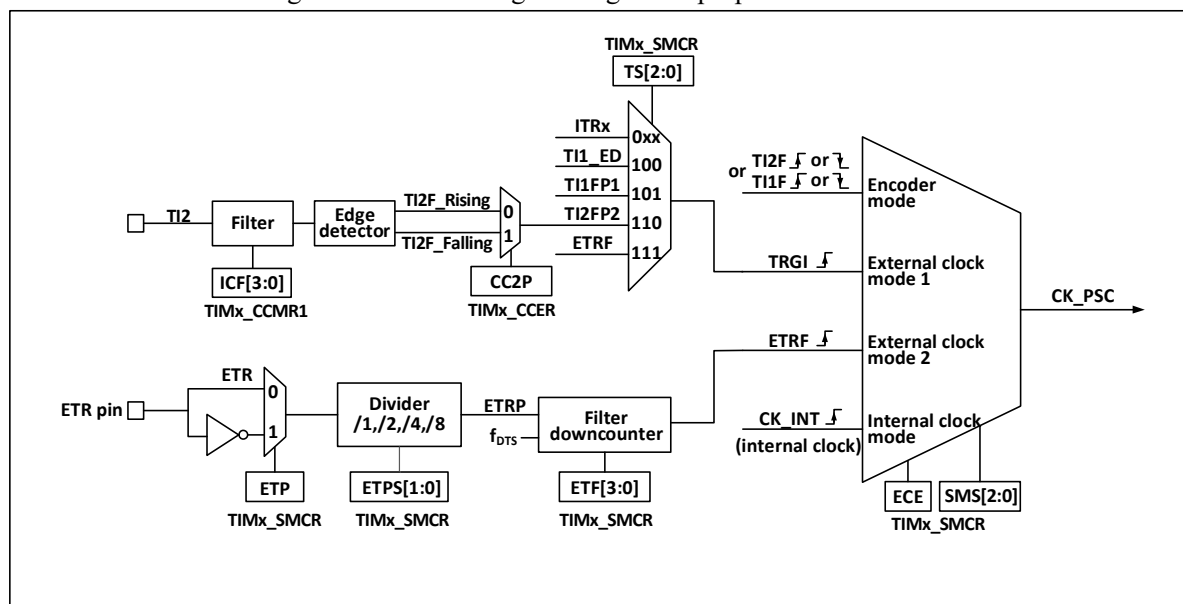 TIMx_SMCR
TS[2:0]
ITRx
0xx
TI1_ED
100
TI1FP1
101
TI2FP2
110
ETRF
111
TI2
Filter
Edge
detector
TI2F_Rising
TI2F_Falling
0
1
ICF[3:0]
TIMx_CCMR1
CC2P
TIMx_CCER
or TI2F or
TI1F or
Encoder
mode
TRGI
External clock
mode 1
CK_PSC
ETRF
External clock
mode 2
CK_INT
(internal clock)
Internal clock
mode
ETR pin
ETR
0
1
Divider
/1,/2,/4,/8
ETRP
fDTS
Filter
downcounter
ETP
TIMx_SMCR
ETPS[1:0]
TIMx_SMCR
ETF[3:0]
TIMx_SMCR
ECE
SMS[2:0]
TIMx_SMCR